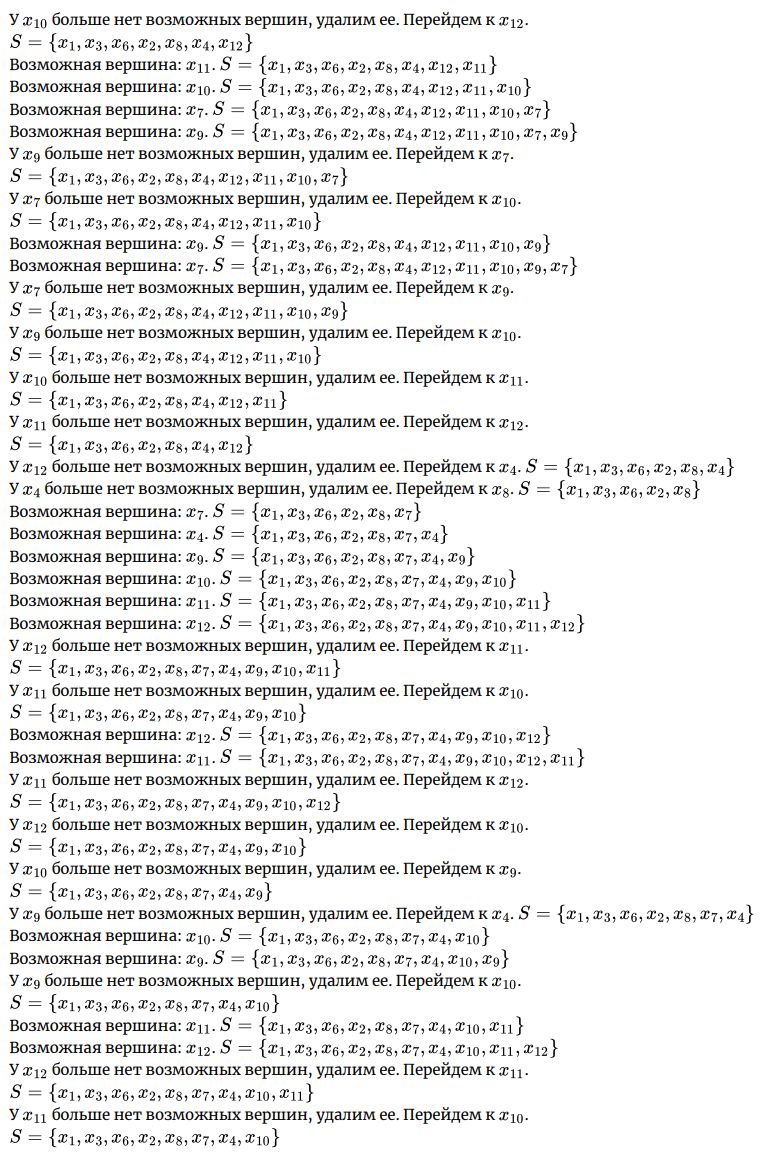 У x₁₀ больше нет возможных вершин, удалим ее. Перейдем к x₁₂.
S = {x₁, x₃, x₆, x₂, x₈, x₄, x₁₂}
Возможная вершина: x₁₁. S = {x₁, x₃, x₆, x₂, x₈, x₄, x₁₂, x₁₁}
Возможная вершина: x₁₀. S = {x₁, x₃, x₆, x₂, x₈, x₄, x₁₂, x₁₁, x₁₀}
Возможная вершина: x₇. S = {x₁, x₃, x₆, x₂, x₈, x₄, x₁₂, x₁₁, x₁₀, x₇}
Возможная вершина: x₉. S = {x₁, x₃, x₆, x₂, x₈, x₄, x₁₂, x₁₁, x₁₀, x₇, x₉}
У x₉ больше нет возможных вершин, удалим ее. Перейдем к x₇.
S = {x₁, x₃, x₆, x₂, x₈, x₄, x₁₂, x₁₁, x₁₀, x₇}
У x₇ больше нет возможных вершин, удалим ее. Перейдем к x₁₀.
S = {x₁, x₃, x₆, x₂, x₈, x₄, x₁₂, x₁₁, x₁₀}
Возможная вершина: x₉. S = {x₁, x₃, x₆, x₂, x₈, x₄, x₁₂, x₁₁, x₁₀, x₉}
Возможная вершина: x₇. S = {x₁, x₃, x₆, x₂, x₈, x₄, x₁₂, x₁₁, x₁₀, x₉, x₇}
У x₇ больше нет возможных вершин, удалим ее. Перейдем к x₉.
S = {x₁, x₃, x₆, x₂, x₈, x₄, x₁₂, x₁₁, x₁₀, x₉}
У x₉ больше нет возможных вершин, удалим ее. Перейдем к x₁₀.
S = {x₁, x₃, x₆, x₂, x₈, x₄, x₁₂, x₁₁, x₁₀}
У x₁₀ больше нет возможных вершин, удалим ее. Перейдем к x₁₁.
S = {x₁, x₃, x₆, x₂, x₈, x₄, x₁₂, x₁₁}
У x₁₁ больше нет возможных вершин, удалим ее. Перейдем к x₁₂.
S = {x₁, x₃, x₆, x₂, x₈, x₄, x₁₂}
У x₁₂ больше нет возможных вершин, удалим ее. Перейдем к x₄. S = {x₁, x₃, x₆, x₂, x₈, x₄}
У x₄ больше нет возможных вершин, удалим ее. Перейдем к x₈. S = {x₁, x₃, x₆, x₂, x₈}
Возможная вершина: x₇. S = {x₁, x₃, x₆, x₂, x₈, x₇}
Возможная вершина: x₄. S = {x₁, x₃, x₆, x₂, x₈, x₇, x₄}
Возможная вершина: x₉. S = {x₁, x₃, x₆, x₂, x₈, x₇, x₄, x₉}
Возможная вершина: x₁₀. S = {x₁, x₃, x₆, x₂, x₈, x₇, x₄, x₉, x₁₀}
Возможная вершина: x₁₁. S = {x₁, x₃, x₆, x₂, x₈, x₇, x₄, x₉, x₁₀, x₁₁}
Возможная вершина: x₁₂. S = {x₁, x₃, x₆, x₂, x₈, x₇, x₄, x₉, x₁₀, x₁₁, x₁₂}
У x₁₂ больше нет возможных вершин, удалим ее. Перейдем к x₁₁.
S = {x₁, x₃, x₆, x₂, x₈, x₇, x₄, x₉, x₁₀, x₁₁}
У x₁₁ больше нет возможных вершин, удалим ее. Перейдем к x₁₀.
S = {x₁, x₃, x₆, x₂, x₈, x₇, x₄, x₉, x₁₀}
Возможная вершина: x₁₂. S = {x₁, x₃, x₆, x₂, x₈, x₇, x₄, x₉, x₁₀, x₁₂}
Возможная вершина: x₁₁. S = {x₁, x₃, x₆, x₂, x₈, x₇, x₄, x₉, x₁₀, x₁₂, x₁₁}
У x₁₁ больше нет возможных вершин, удалим ее. Перейдем к x₁₂.
S = {x₁, x₃, x₆, x₂, x₈, x₇, x₄, x₉, x₁₀, x₁₂}
У x₁₂ больше нет возможных вершин, удалим ее. Перейдем к x₁₀.
S = {x₁, x₃, x₆, x₂, x₈, x₇, x₄, x₉, x₁₀}
У x₁₀ больше нет возможных вершин, удалим ее. Перейдем к x₉.
S = {x₁, x₃, x₆, x₂, x₈, x₇, x₄, x₉}
У x₉ больше нет возможных вершин, удалим ее. Перейдем к x₄. S = {x₁, x₃, x₆, x₂, x₈, x₇, x₄}
Возможная вершина: x₁₀. S = {x₁, x₃, x₆, x₂, x₈, x₇, x₄, x₁₀}
Возможная вершина: x₉. S = {x₁, x₃, x₆, x₂, x₈, x₇, x₄, x₁₀, x₉}
У x₉ больше нет возможных вершин, удалим ее. Перейдем к x₁₀.
S = {x₁, x₃, x₆, x₂, x₈, x₇, x₄, x₁₀}
Возможная вершина: x₁₁. S = {x₁, x₃, x₆, x₂, x₈, x₇, x₄, x₁₀, x₁₁}
Возможная вершина: x₁₂. S = {x₁, x₃, x₆, x₂, x₈, x₇, x₄, x₁₀, x₁₁, x₁₂}
У x₁₂ больше нет возможных вершин, удалим ее. Перейдем к x₁₁.
S = {x₁, x₃, x₆, x₂, x₈, x₇, x₄, x₁₀, x₁₁}
У x₁₁ больше нет возможных вершин, удалим ее. Перейдем к x₁₀.
S = {x₁, x₃, x₆, x₂, x₈, x₇, x₄, x₁₀}